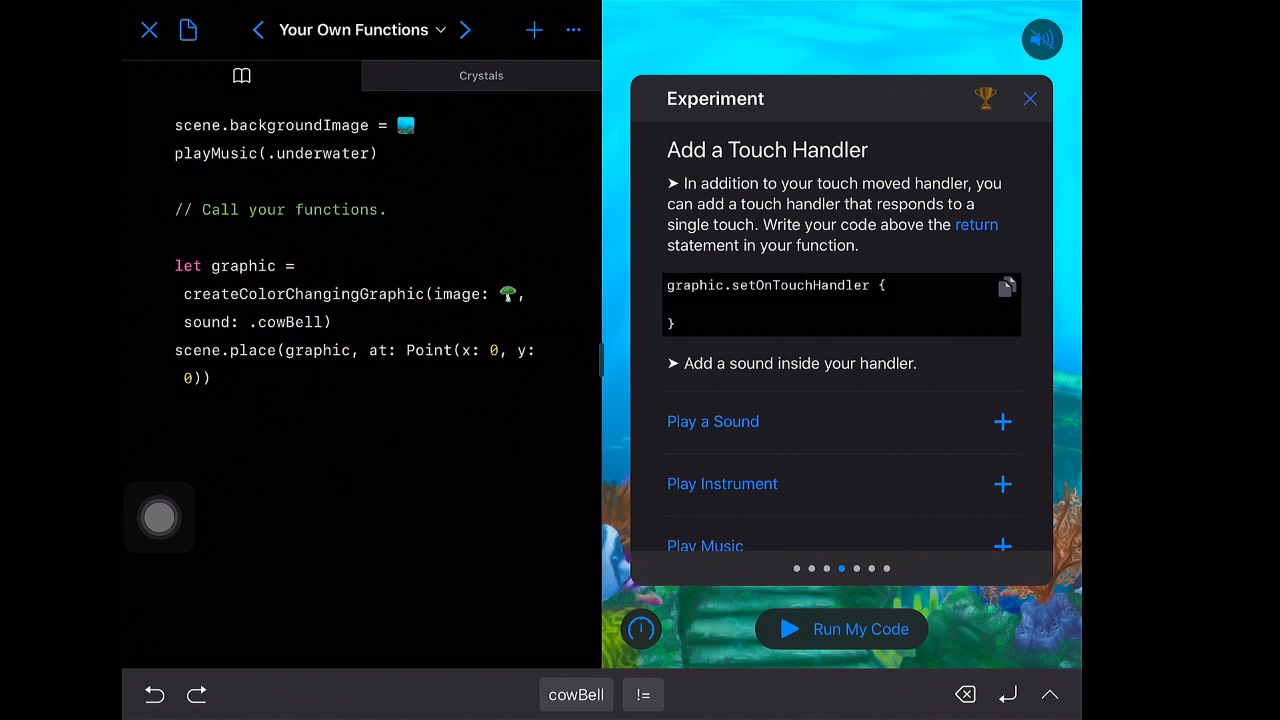 Your Own Functions
Crystals
scene.backgroundImage =
playMusic(.underwater)
// Call your functions.
let graphic =
createColorChangingGraphic(image: ,
sound: .cowBell)
scene.place(graphic, at: Point(x: 0, y:
0))
Experiment
Add a Touch Handler
➤ In addition to your touch moved handler, you
can add a touch handler that responds to a
single touch. Write your code above the return
statement in your function.
graphic.setOnTouchHandler {
}
➤ Add a sound inside your handler.
Play a Sound
Play Instrument
Play Music
Run My Code
cowBell
!=